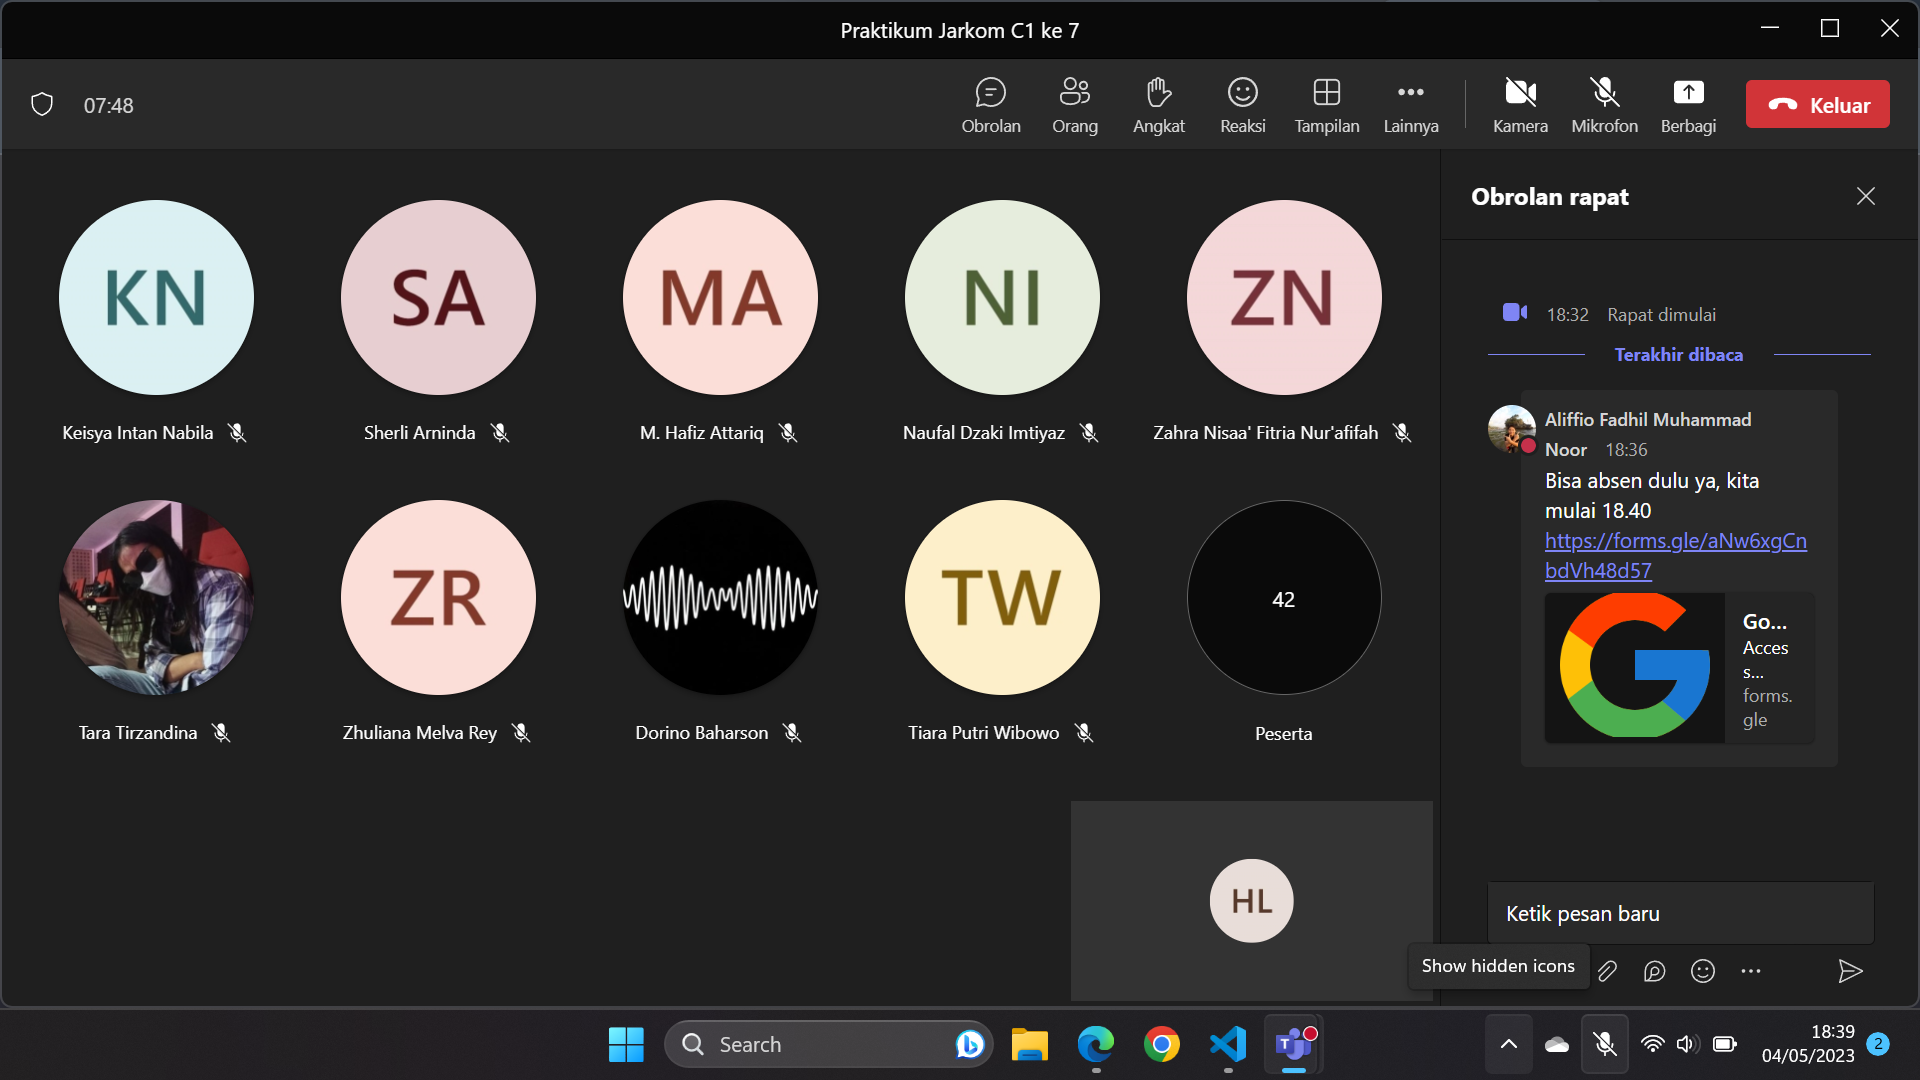 Praktikum Jarkom C1 ke 7
07:48
Obrolan
Orang
Angkat
Reaksi
Tampilan
Lainnya
Kamera
Mikrofon
Berbagi
Keluar
KN
SA
MA
NI
ZN
Keisya Intan Nabila
Sherli Arninda
M. Hafiz Attariq
Naufal Dzaki Imtiyaz
Zahra Nisaa' Fitria Nur'afifah
ZR
TW
42
Tara Tirzandina
Zhuliana Melva Rey
Dorino Baharson
Tiara Putri Wibowo
Peserta
HL
Obrolan rapat
18:32 Rapat dimulai
Terakhir dibaca
Aliffio Fadhil Muhammad
Noor 18:36
Bisa absen dulu ya, kita
mulai 18.40
https://forms.gle/aNw6xgCn
bdVh48d57
Go...
Acces
s...
forms.
gle
Ketik pesan baru
Show hidden icons
Search
T
18:39
04/05/2023
2